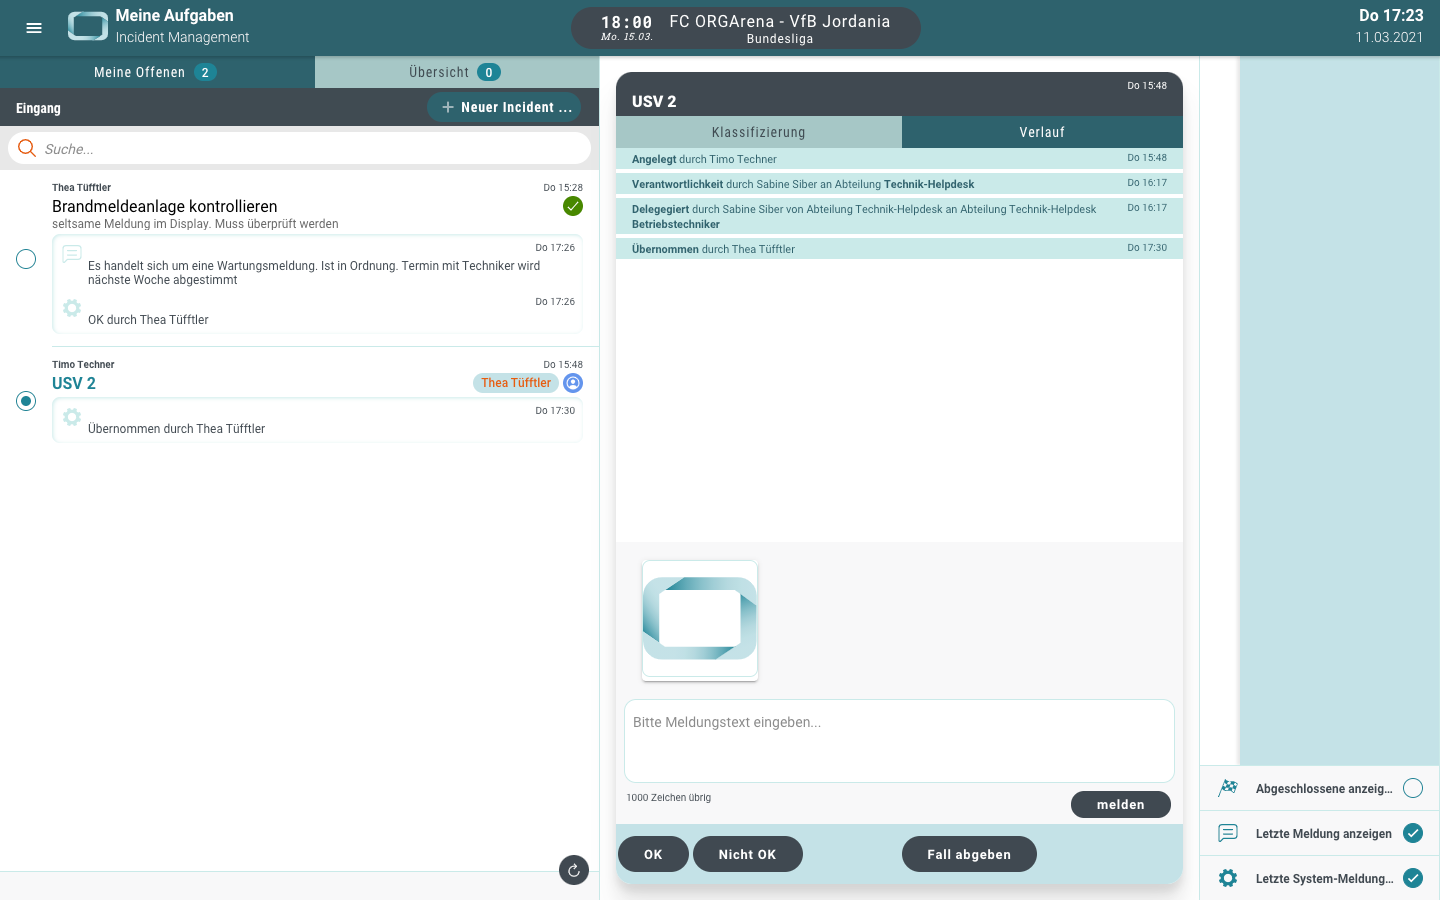 Meine Aufgaben
Incident Management
18:00
Mo. 15.03.
FC ORGArena - VfB Jordania
Bundesliga
Do 17:23
11.03.2021
Meine Offenen 2
Übersicht 0
Eingang
Neuer Incident ...
Suche...
Thea Tüfftler
Do 15:28
Brandmeldeanlage kontrollieren
seltsame Meldung im Display. Muss überprüft werden
Do 17:26
Es handelt sich um eine Wartungsmeldung. Ist in Ordnung. Termin mit Techniker wird
nächste Woche abgestimmt
Do 17:26
OK durch Thea Tüfftler
Timo Techner
Do 15:48
USV 2
Thea Tüfftler
Do 17:30
Übernommen durch Thea Tüfftler
Do 15:48
USV 2
Klassifizierung
Verlauf
Angelegt durch Timo Techner
Do 15:48
Verantwortlichkeit durch Sabine Siber an Abteilung Technik-Helpdesk
Do 16:17
Delegegiert durch Sabine Siber von Abteilung Technik-Helpdesk an Abteilung Technik-Helpdesk
Do 16:17
Betriebstechniker
Übernommen durch Thea Tüfftler
Do 17:30
Bitte Meldungstext eingeben...
1000 Zeichen übrig
melden
OK
Nicht OK
Fall abgeben
Abgeschlossene anzeig...
Letzte Meldung anzeigen
Letzte System-Meldung...